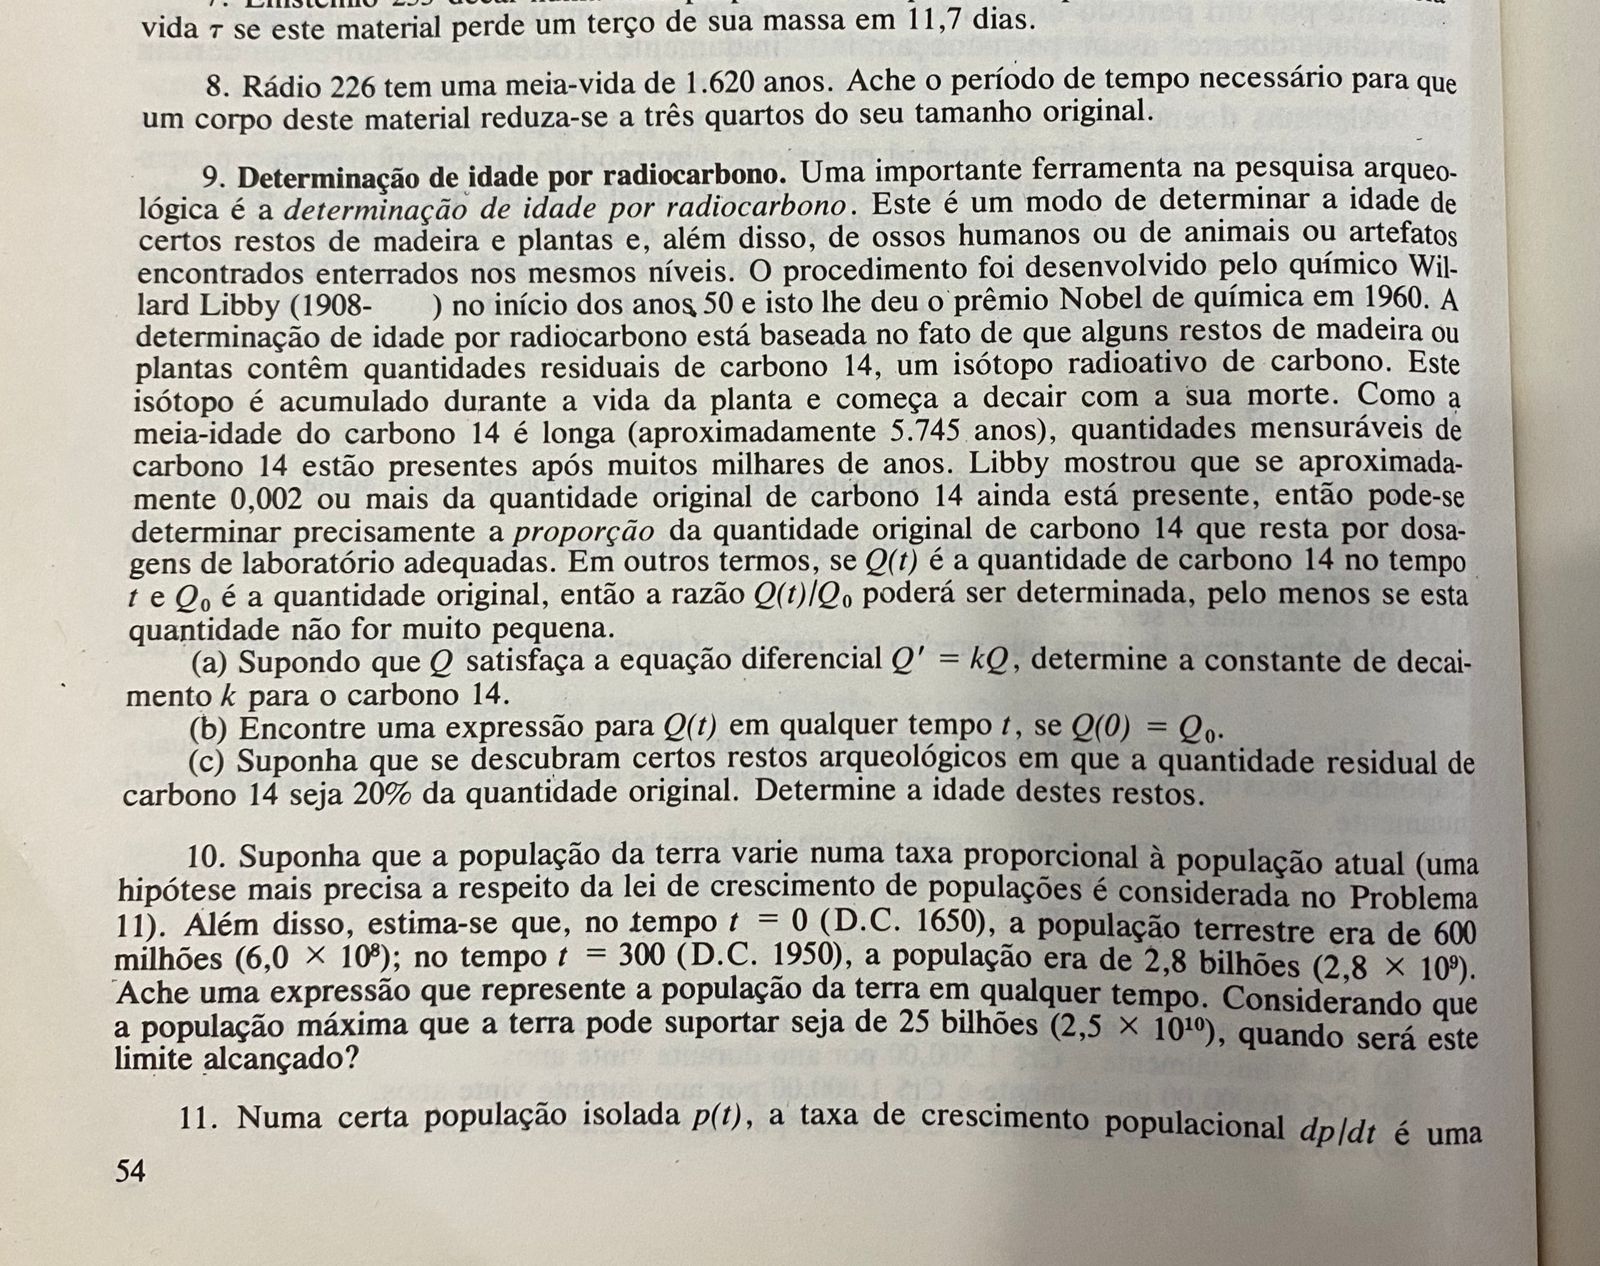 vida τ se este material perde um terço de sua massa em 11,7 dias.
8. Rádio 226 tem uma meia-vida de 1.620 anos. Ache o período de tempo necessário para que
um corpo deste material reduza-se a três quartos do seu tamanho original.
9. Determinação de idade por radiocarbono. Uma importante ferramenta na pesquisa arqueo-
lógica é a determinação de idade por radiocarbono. Este é um modo de determinar a idade de
certos restos de madeira e plantas e, além disso, de ossos humanos ou de animais ou artefatos
encontrados enterrados nos mesmos níveis. O procedimento foi desenvolvido pelo químico Wil-
lard Libby (1908-     ) no início dos anos 50 e isto lhe deu o prêmio Nobel de química em 1960. A
determinação de idade por radiocarbono está baseada no fato de que alguns restos de madeira ou
plantas contêm quantidades residuais de carbono 14, um isótopo radioativo de carbono. Este
isótopo é acumulado durante a vida da planta e começa a decair com a sua morte. Como a
meia-idade do carbono 14 é longa (aproximadamente 5.745 anos), quantidades mensuráveis de
carbono 14 estão presentes após muitos milhares de anos. Libby mostrou que se aproximada-
mente 0,002 ou mais da quantidade original de carbono 14 ainda está presente, então pode-se
determinar precisamente a proporção da quantidade original de carbono 14 que resta por dosa-
gens de laboratório adequadas. Em outros termos, se Q(t) é a quantidade de carbono 14 no tempo
t e Q₀ é a quantidade original, então a razão Q(t)/Q₀ poderá ser determinada, pelo menos se esta
quantidade não for muito pequena.
(a) Supondo que Q satisfaça a equação diferencial Q′ = kQ, determine a constante de decai-
mento k para o carbono 14.
(b) Encontre uma expressão para Q(t) em qualquer tempo t, se Q(0) = Q₀.
(c) Suponha que se descubram certos restos arqueológicos em que a quantidade residual de
carbono 14 seja 20% da quantidade original. Determine a idade destes restos.
10. Suponha que a população da terra varie numa taxa proporcional à população atual (uma
hipótese mais precisa a respeito da lei de crescimento de populações é considerada no Problema
11). Além disso, estima-se que, no tempo t = 0 (D.C. 1650), a população terrestre era de 600
milhões (6,0 × 10⁸); no tempo t = 300 (D.C. 1950), a população era de 2,8 bilhões (2,8 × 10⁹).
Ache uma expressão que represente a população da terra em qualquer tempo. Considerando que
a população máxima que a terra pode suportar seja de 25 bilhões (2,5 × 10¹⁰), quando será este
limite alcançado?
11. Numa certa população isolada p(t), a taxa de crescimento populacional dp/dt é uma
54